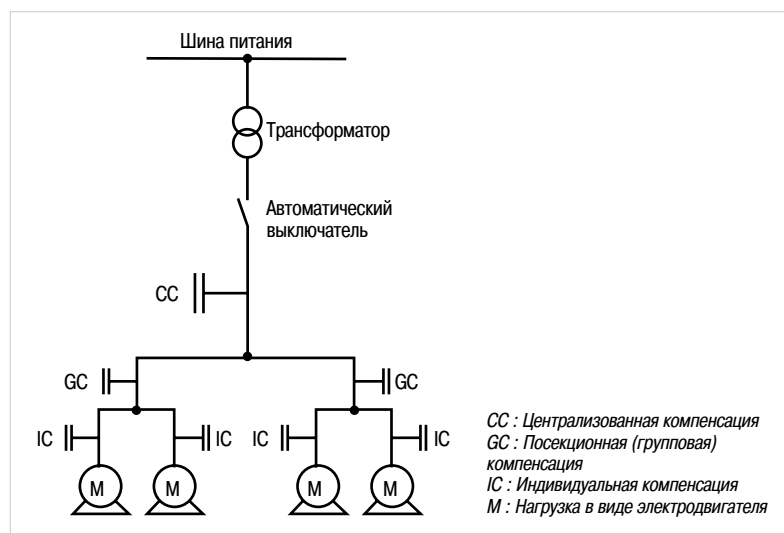 Шина питания
Трансформатор
Автоматический
выключатель
CC
GC
GC
IC
IC
IC
IC
M
M
M
M
CC : Централизованная компенсация
GC : Посекционная (групповая)
компенсация
IC : Индивидуальная компенсация
M : Нагрузка в виде электродвигателя